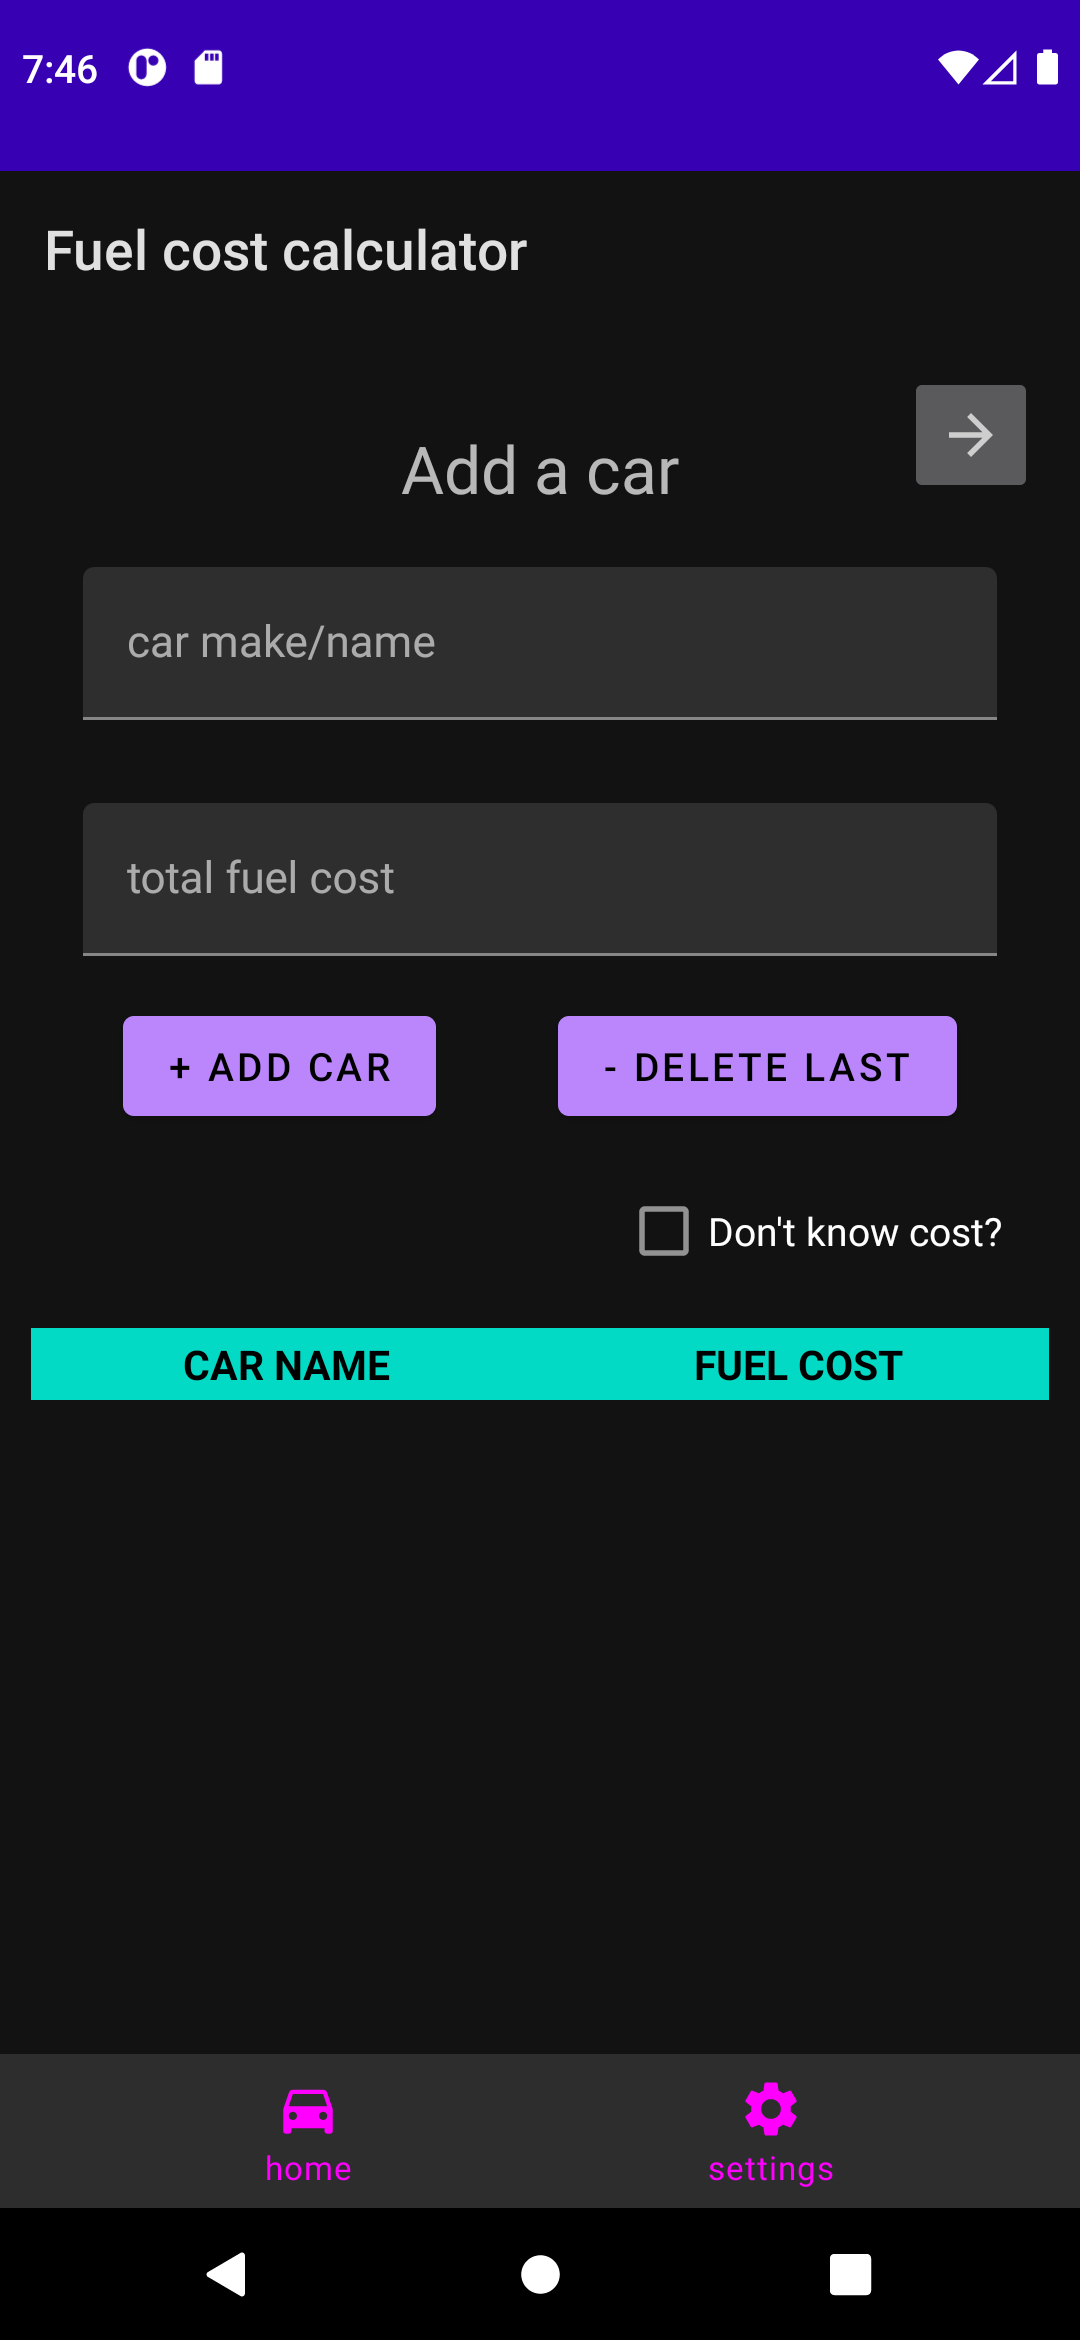 7:46
Fuel cost calculator
Add a car
car make/name
total fuel cost
+ ADD CAR
- DELETE LAST
Don't know cost?
CAR NAME
FUEL COST
home
settings